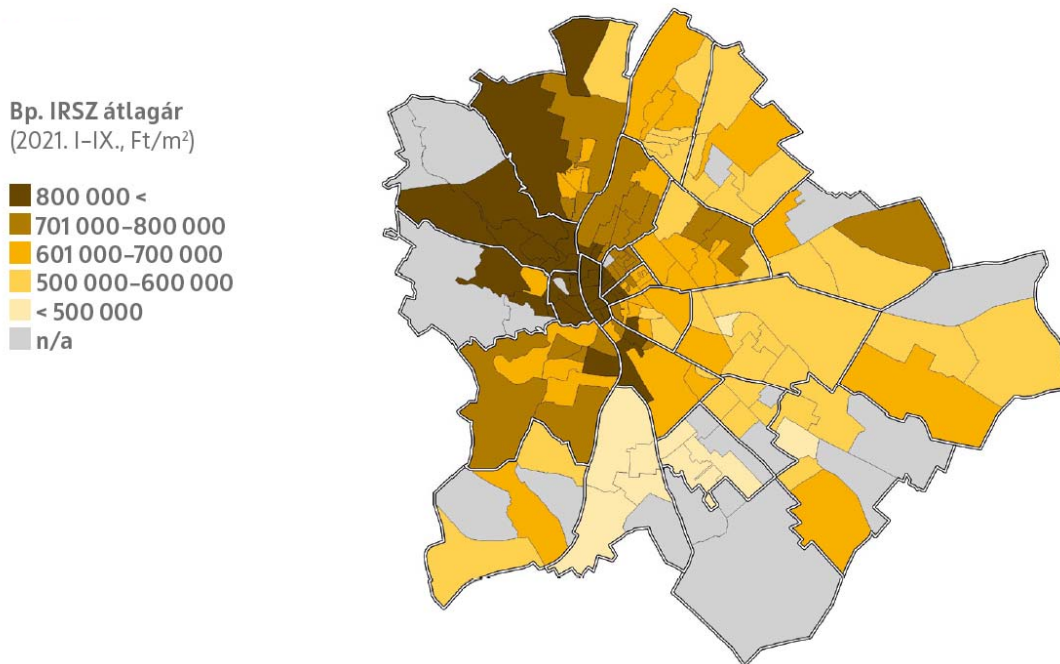 Bp. IRSZ átlagár
(2021. I–IX., Ft/m²)
800 000 <
701 000–800 000
601 000–700 000
500 000–600 000
< 500 000
n/a